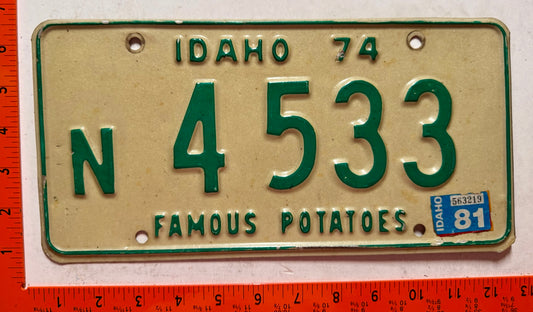 IDAHO 74
N 4 533
FAMOUS POTATOES
IDAHO
563219
81